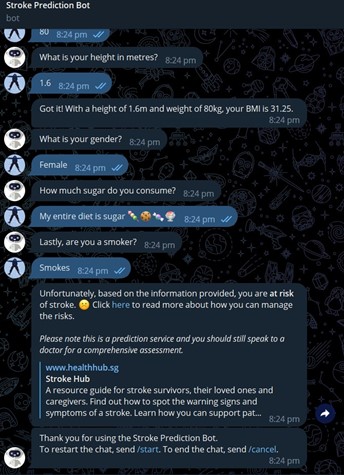 Stroke Prediction Bot
bot
80 8:24 pm
What is your height in metres? 8:24 pm
1.6 8:24 pm
Got it! With a height of 1.6m and weight of 80kg, your BMI is 31.25.
8:24 pm
What is your gender? 8:24 pm
Female 8:24 pm
How much sugar do you consume? 8:24 pm
My entire diet is sugar 8:24 pm
Lastly, are you a smoker? 8:24 pm
Smokes 8:24 pm
Unfortunately, based on the information provided, you are at risk
of stroke. Click here to read more about how you can manage
the risks.
Please note this is a prediction service and you should still speak to a
doctor for a comprehensive assessment.
www.healthhub.sg
Stroke Hub
A resource guide for stroke survivors, their loved ones and
caregivers. Find out how to spot the warning signs and
symptoms of a stroke. Learn how you can support pat...
8:24 pm
Thank you for using the Stroke Prediction Bot.
To restart the chat, send /start. To end the chat, send /cancel.
8:24 pm